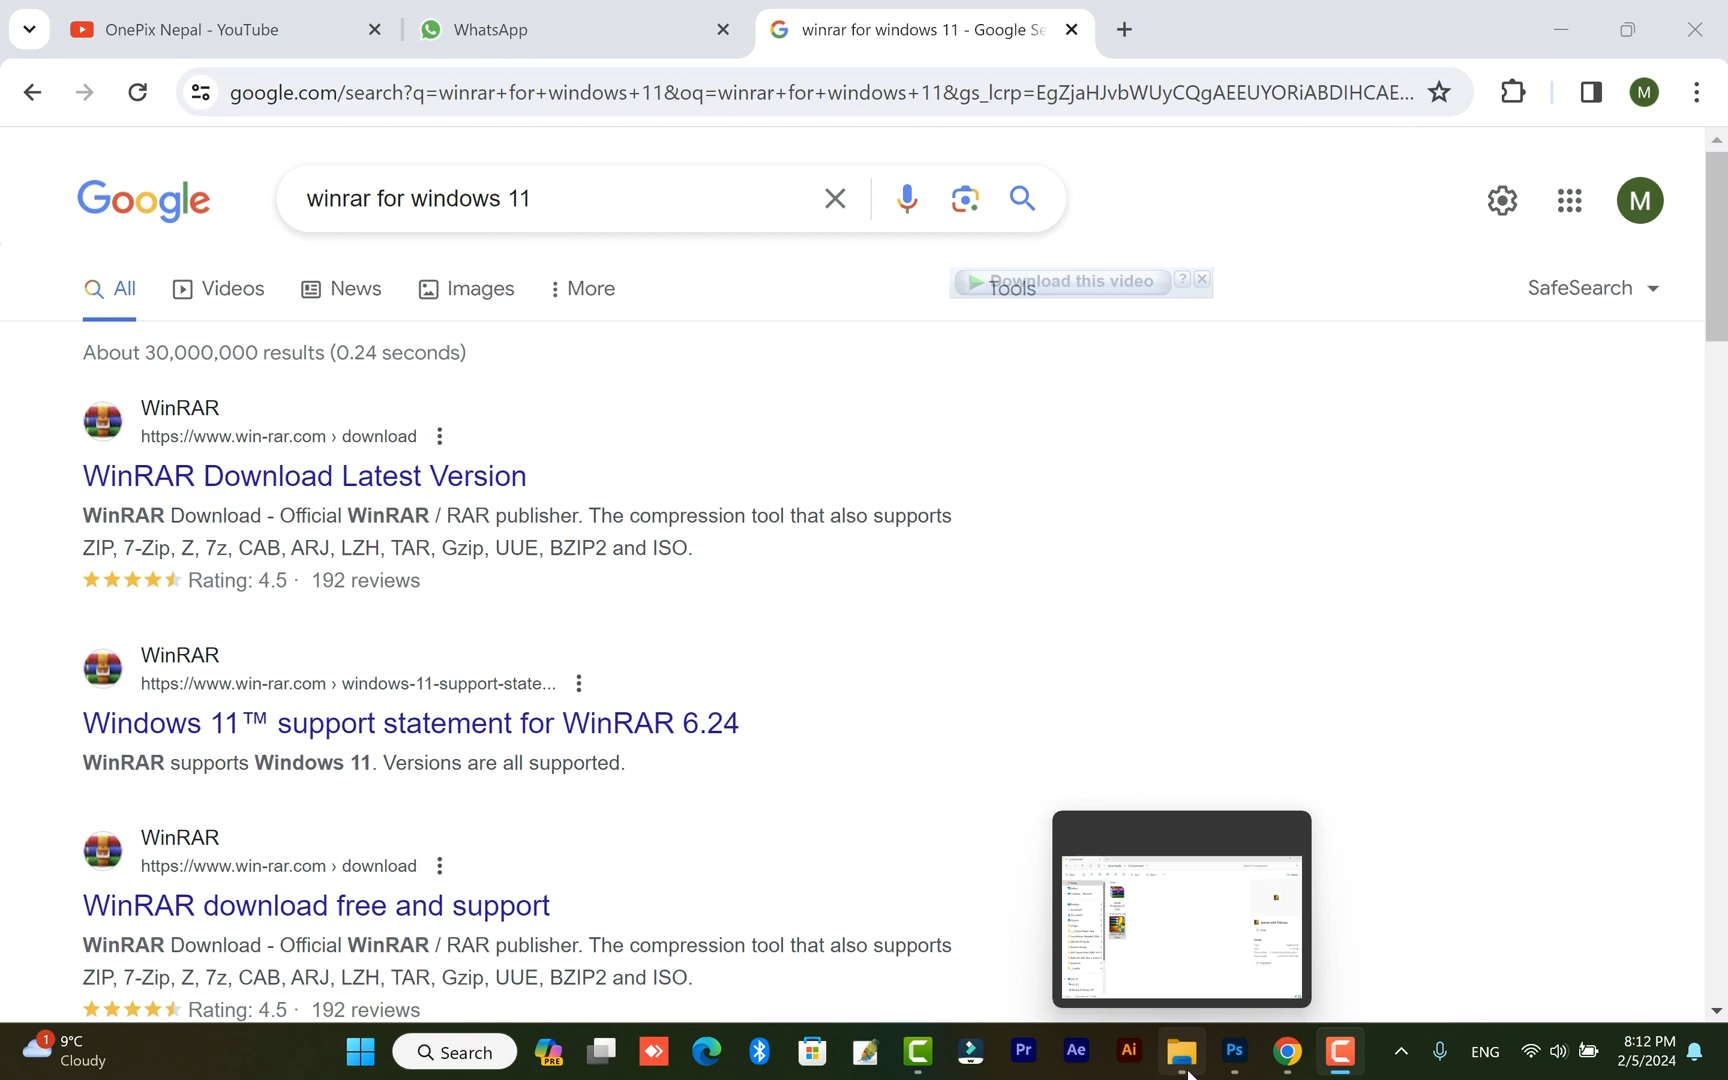 OnePix Nepal - YouTube
WhatsApp
winrar for windows 11 - Google Se
google.com/search?q=winrar+for+windows+11&oq=winrar+for+windows+11&gs_lcrp=EgZjaHJvbWUyCQgAEEUYORiABDIHCAE...
M
Google
winrar for windows 11
M
All
Videos
News
Images
More
Download this video
?
Tools
SafeSearch
About 30,000,000 results (0.24 seconds)
WinRAR
https://www.win-rar.com › download
WinRAR Download Latest Version
WinRAR Download - Official WinRAR / RAR publisher. The compression tool that also supports
ZIP, 7-Zip, Z, 7z, CAB, ARJ, LZH, TAR, Gzip, UUE, BZIP2 and ISO.
Rating: 4.5 · 192 reviews
WinRAR
https://www.win-rar.com › windows-11-support-state...
Windows 11™ support statement for WinRAR 6.24
WinRAR supports Windows 11. Versions are all supported.
WinRAR
https://www.win-rar.com › download
WinRAR download free and support
WinRAR Download - Official WinRAR / RAR publisher. The compression tool that also supports
ZIP, 7-Zip, Z, 7z, CAB, ARJ, LZH, TAR, Gzip, UUE, BZIP2 and ISO.
Rating: 4.5 · 192 reviews
1
9°C
Cloudy
Search
PRE
Pr
Ae
Ai
Ps
ENG
8:12 PM
2/5/2024